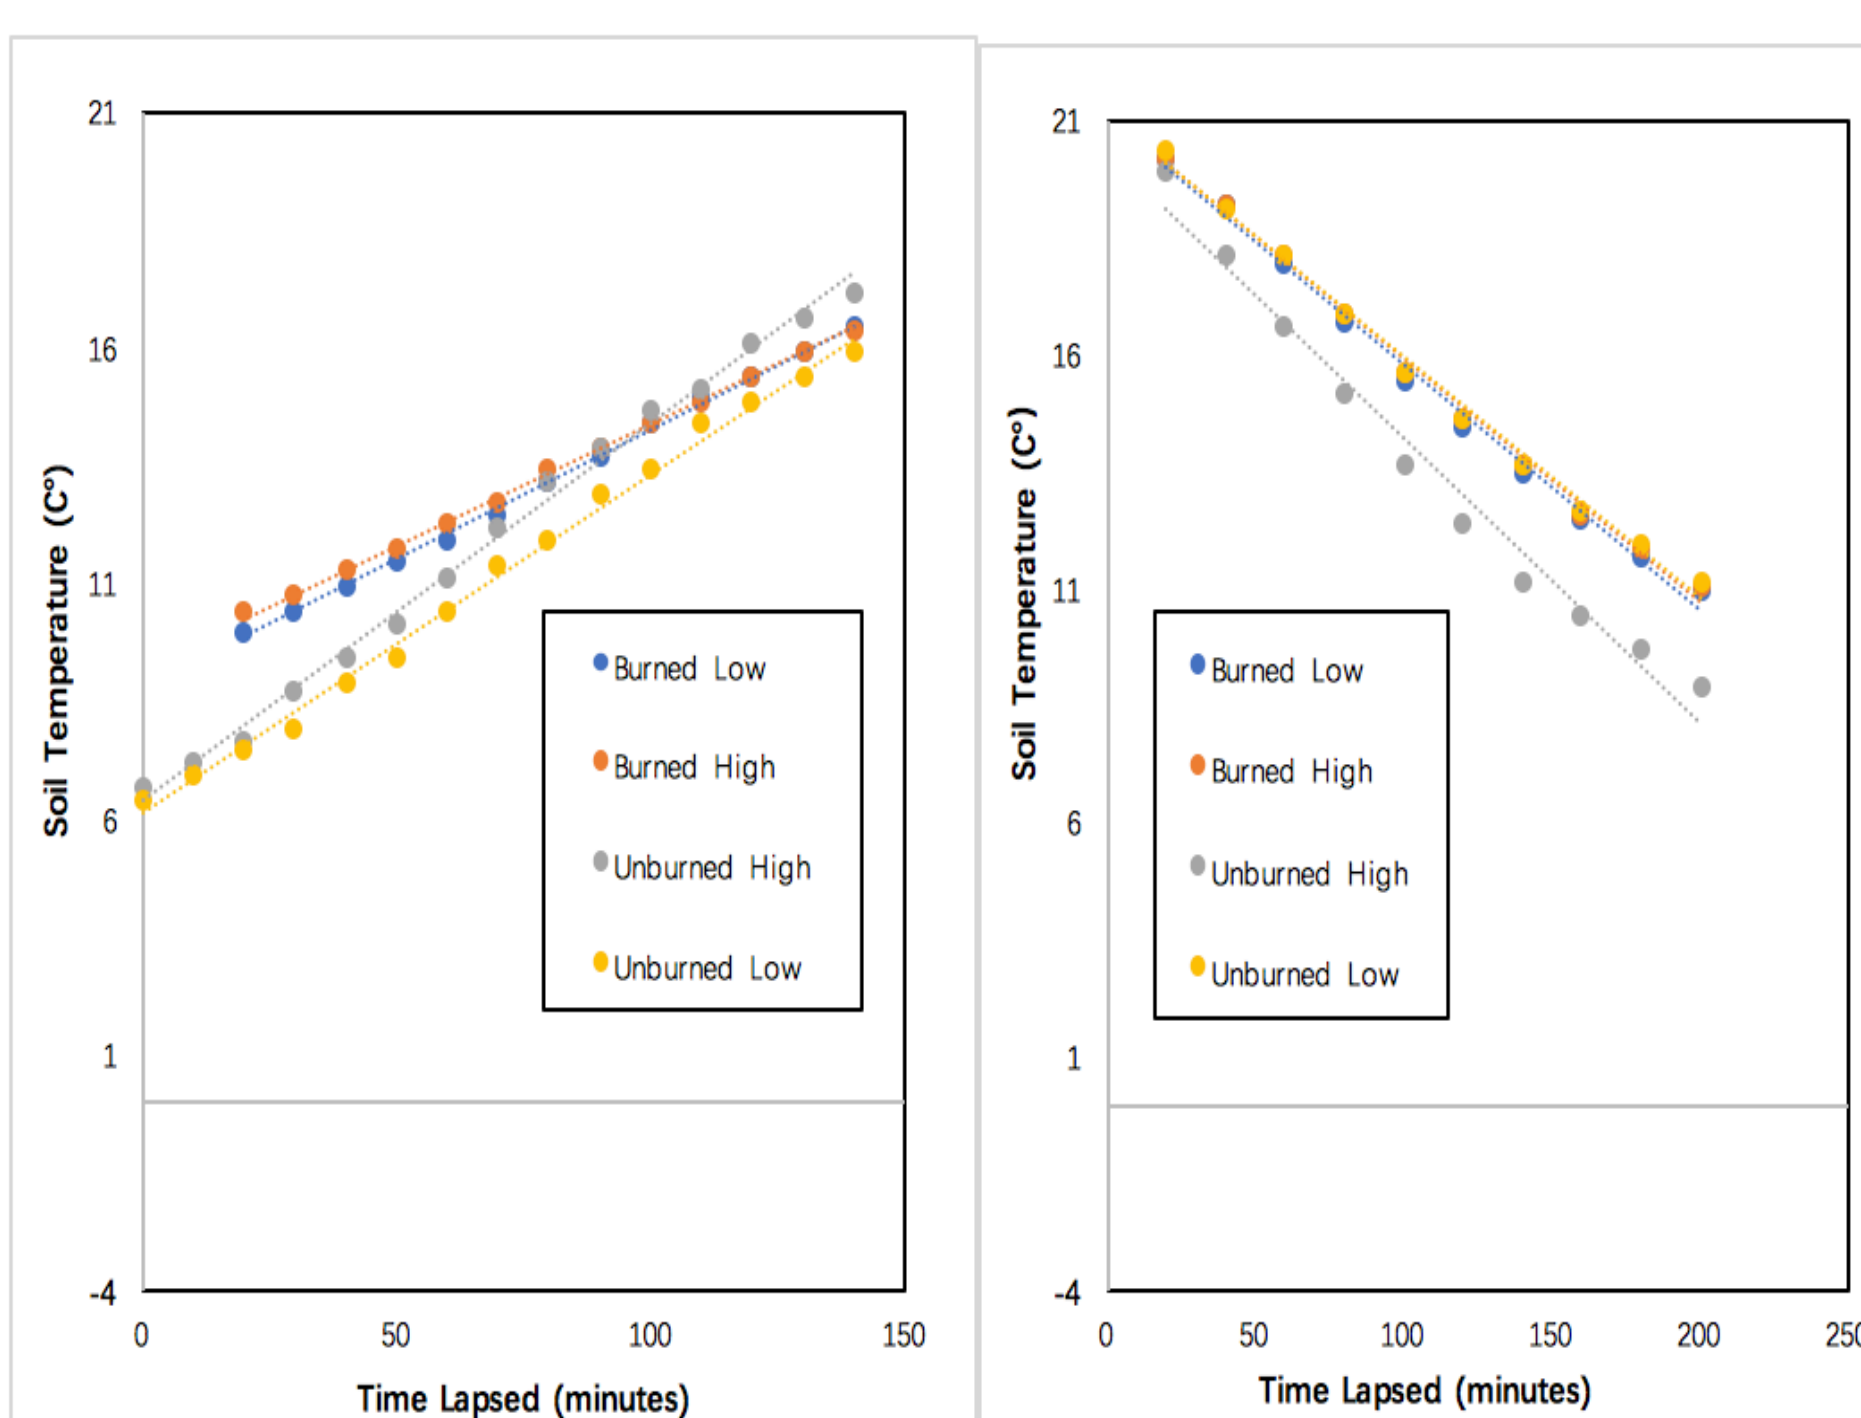 21
16
11
6
1
-4
0 50 100 150
Soil Temperature (C°)
Time Lapsed (minutes)
Burned Low
Burned High
Unburned High
Unburned Low
21
16
11
6
1
-4
0 50 100 150 200 250
Soil Temperature (C°)
Time Lapsed (minutes)
Burned Low
Burned High
Unburned High
Unburned Low